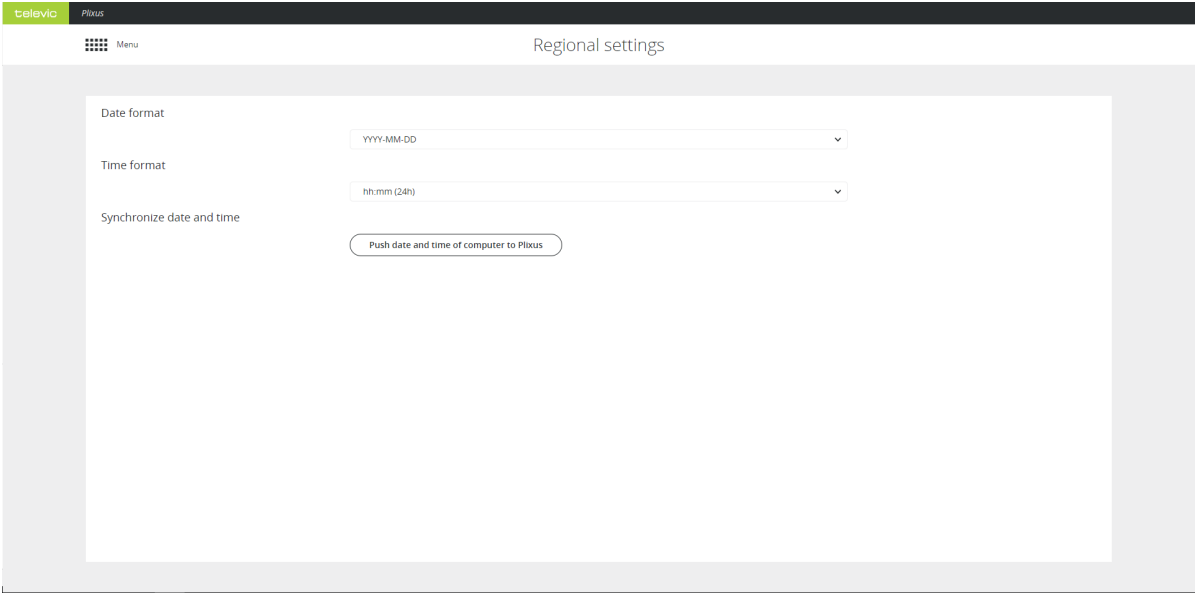 televic Plixus
Menu
Regional settings
Date format
YYYY-MM-DD
Time format
hh:mm (24h)
Synchronize date and time
Push date and time of computer to Plixus